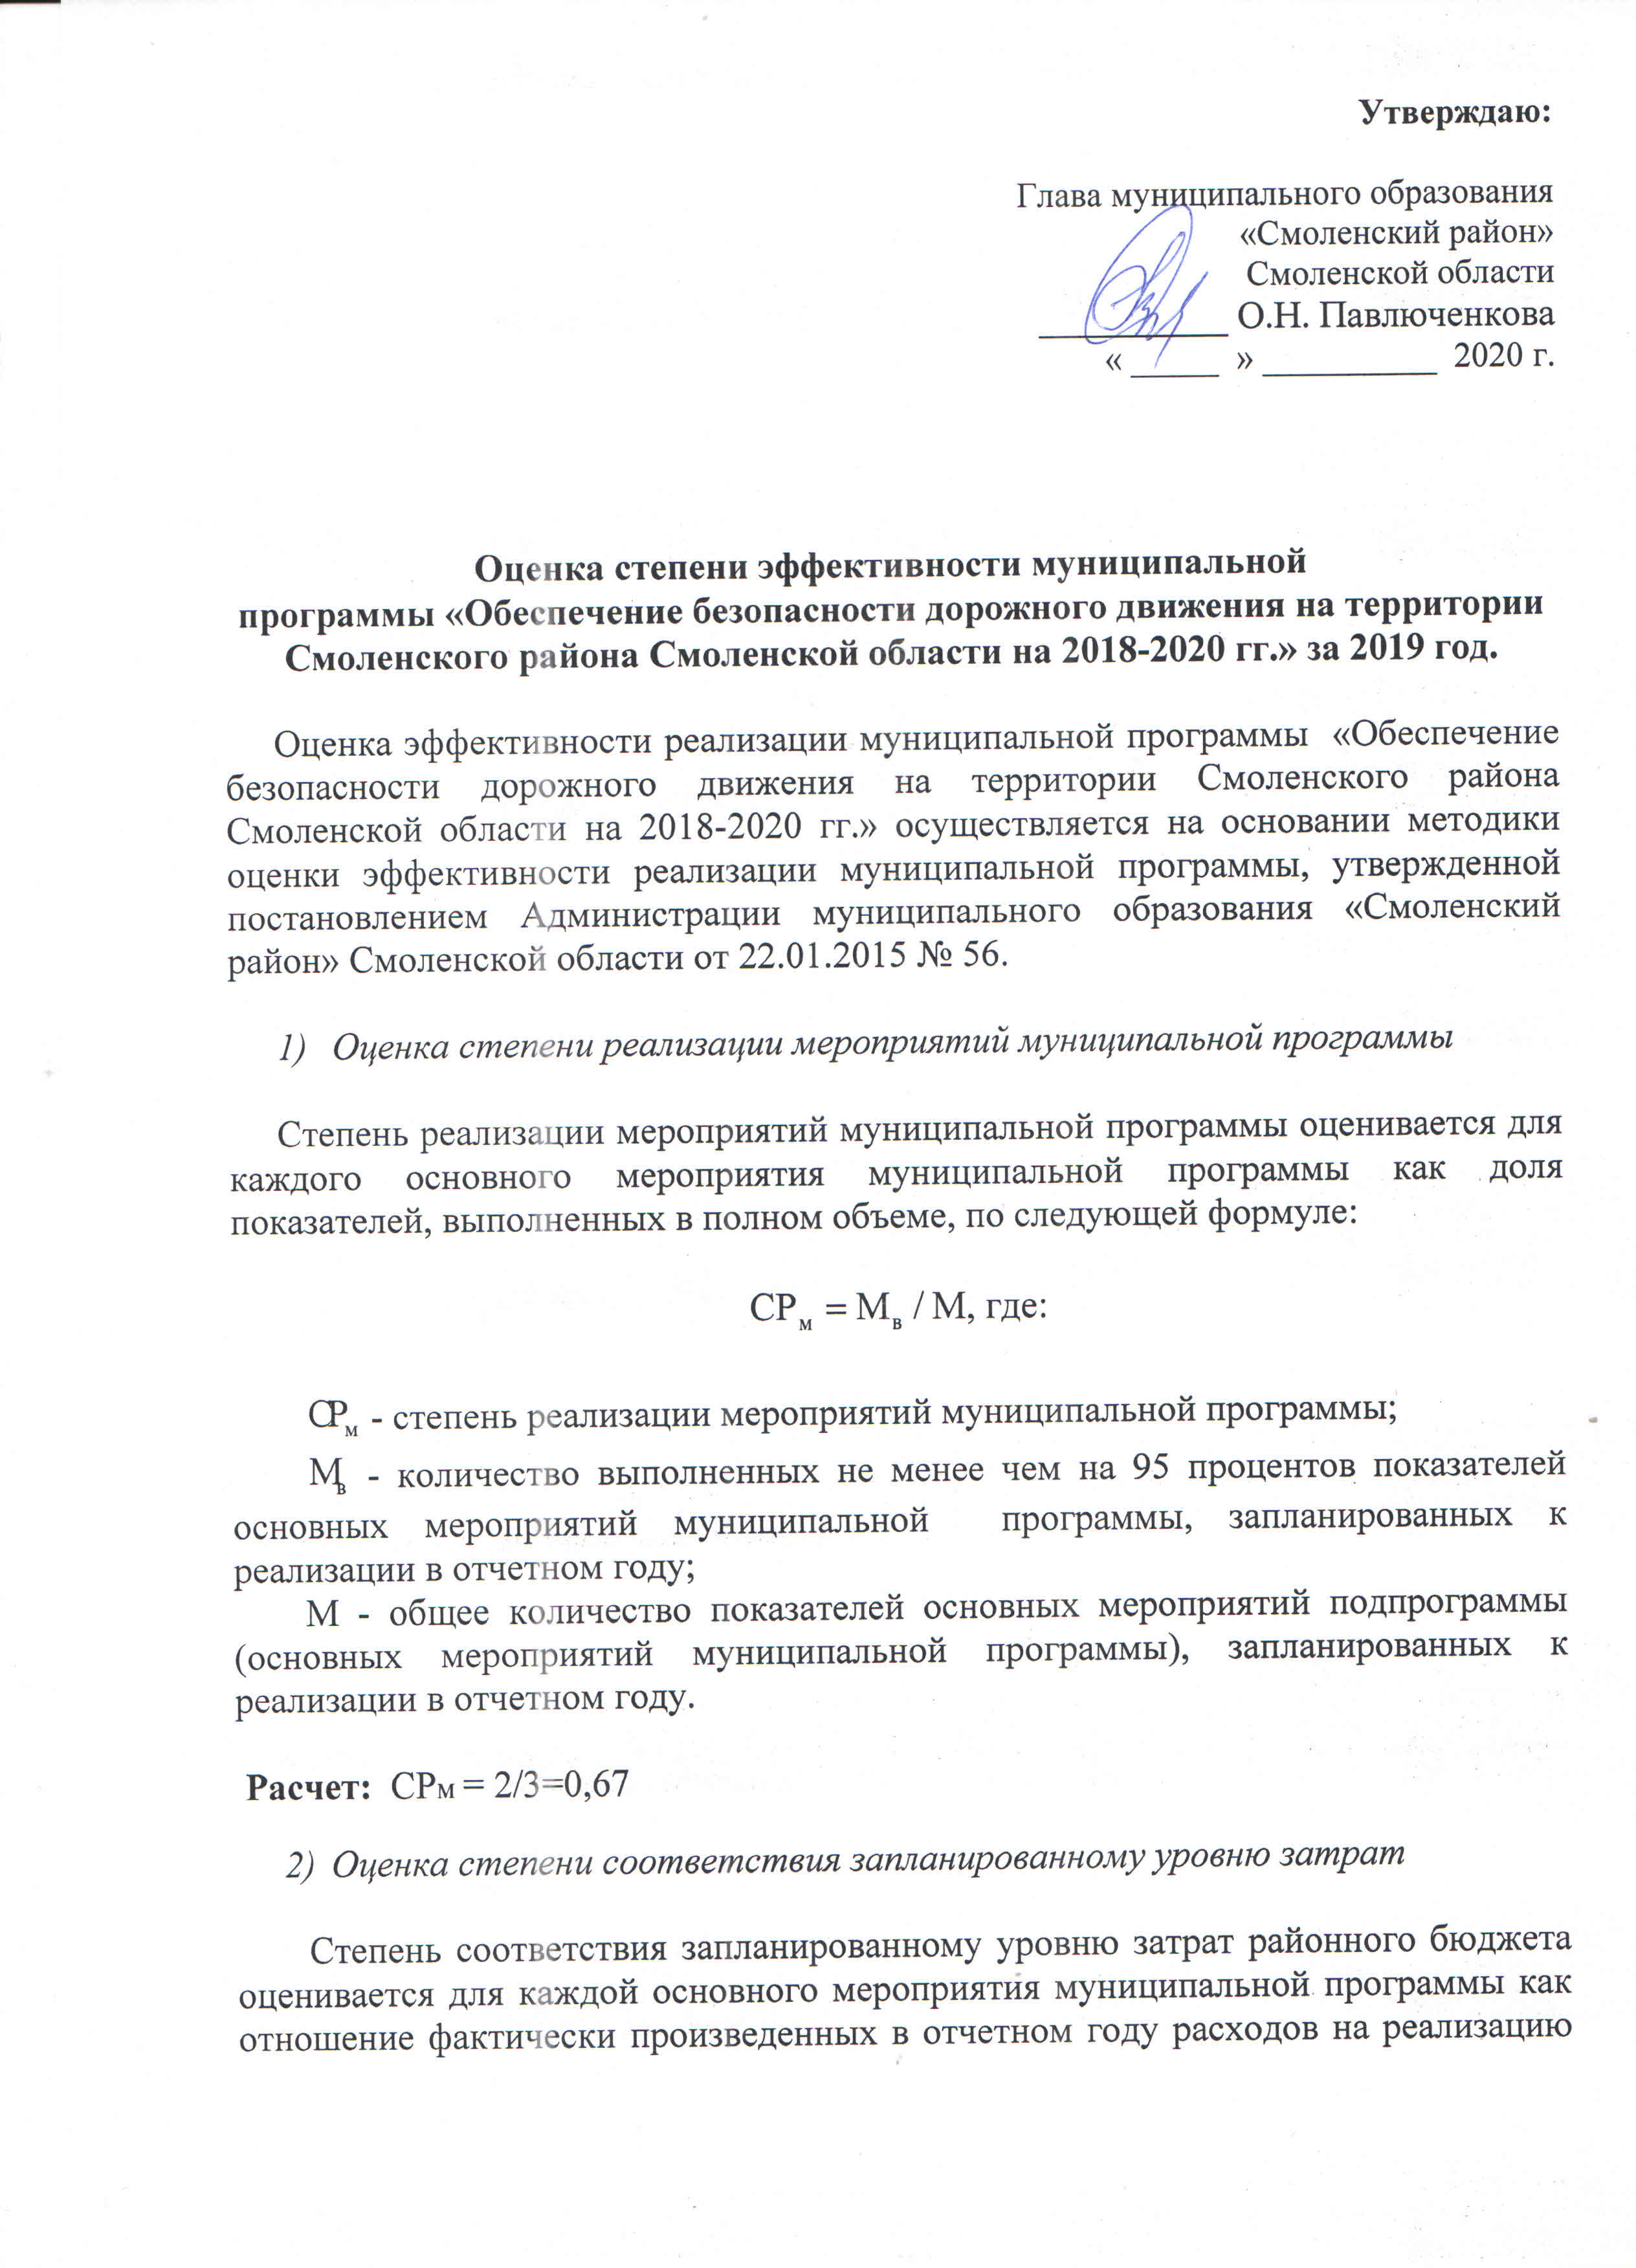 Утверждаю:
Глава муниципального образования
«Смоленский район»
Смоленской области
____________ О.Н. Павлюченкова
« _____ » __________ 2020 г.
Оценка степени эффективности муниципальной
программы «Обеспечение безопасности дорожного движения на территории
Смоленского района Смоленской области на 2018-2020 гг.» за 2019 год.
Оценка эффективности реализации муниципальной программы «Обеспечение
безопасности дорожного движения на территории Смоленского района
Смоленской области на 2018-2020 гг.» осуществляется на основании методики
оценки эффективности реализации муниципальной программы, утвержденной
постановлением Администрации муниципального образования «Смоленский
район» Смоленской области от 22.01.2015 № 56.
1) Оценка степени реализации мероприятий муниципальной программы
Степень реализации мероприятий муниципальной программы оценивается для
каждого основного мероприятия муниципальной программы как доля
показателей, выполненных в полном объеме, по следующей формуле:
СРм = Мв / М, где:
СРм - степень реализации мероприятий муниципальной программы;
Мв - количество выполненных не менее чем на 95 процентов показателей
основных мероприятий муниципальной программы, запланированных к
реализации в отчетном году;
М - общее количество показателей основных мероприятий подпрограммы
(основных мероприятий муниципальной программы), запланированных к
реализации в отчетном году.
Расчет: СРм = 2/3=0,67
2) Оценка степени соответствия запланированному уровню затрат
Степень соответствия запланированному уровню затрат районного бюджета
оценивается для каждой основного мероприятия муниципальной программы как
отношение фактически произведенных в отчетном году расходов на реализацию